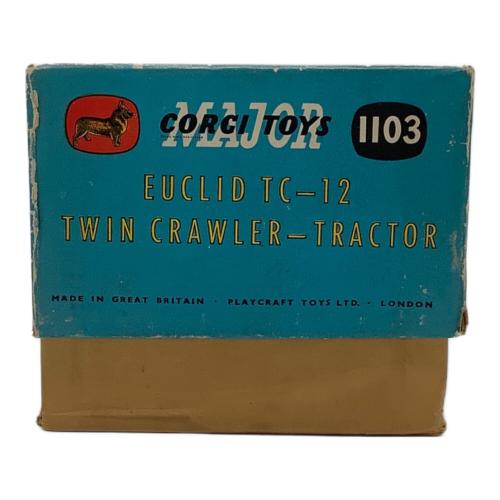 CORGI TOYS
MAJOR
1103
EUCLID TC–12
TWIN CRAWLER–TRACTOR
MADE IN GREAT BRITAIN · PLAYCRAFT TOYS LTD. · LONDON